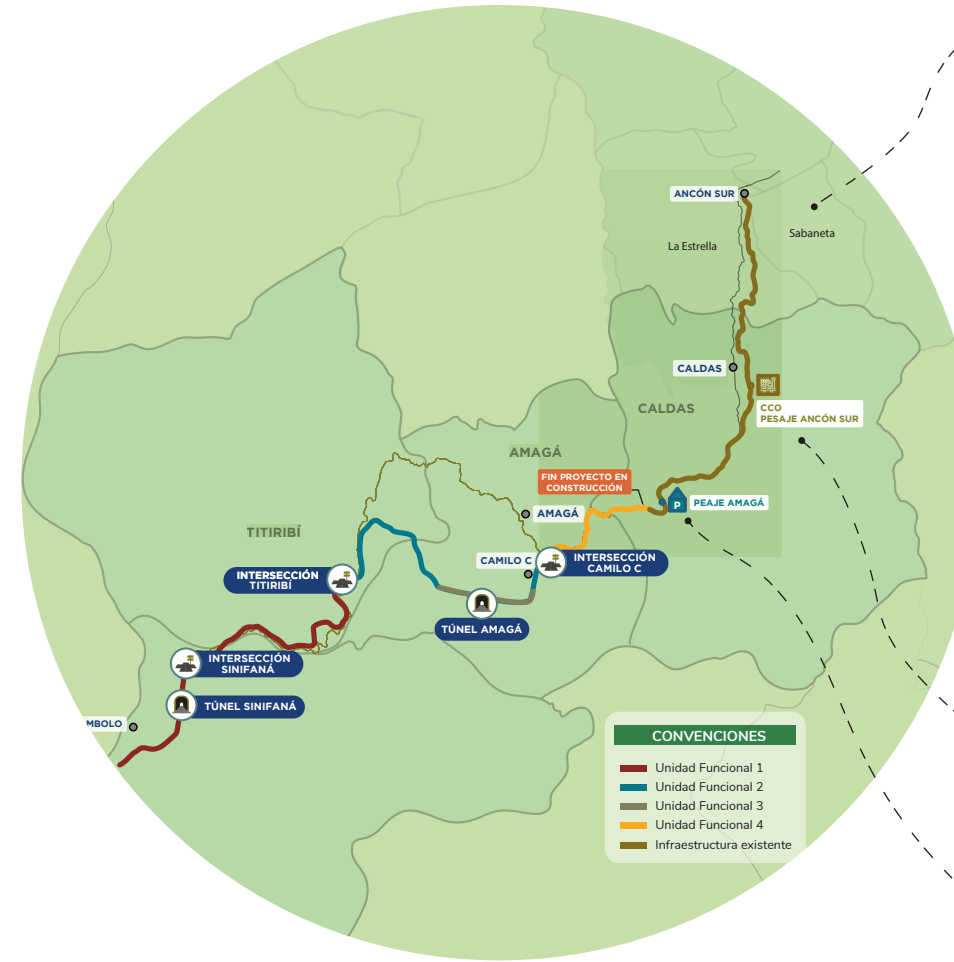 ANCÓN SUR
Sabaneta
La Estrella
CALDAS
CALDAS
CCO
PESAJE ANCÓN SUR
AMAGÁ
FIN PROYECTO EN
CONSTRUCCIÓN
PEAJE AMAGÁ
P
AMAGÁ
TITIRIBÍ
CAMILO C
INTERSECCIÓN
CAMILO C
INTERSECCIÓN
TITIRIBÍ
TÚNEL AMAGÁ
INTERSECCIÓN
SINIFANÁ
TÚNEL SINIFANÁ
MBOLO
CONVENCIONES
Unidad Funcional 1
Unidad Funcional 2
Unidad Funcional 3
Unidad Funcional 4
Infraestructura existente